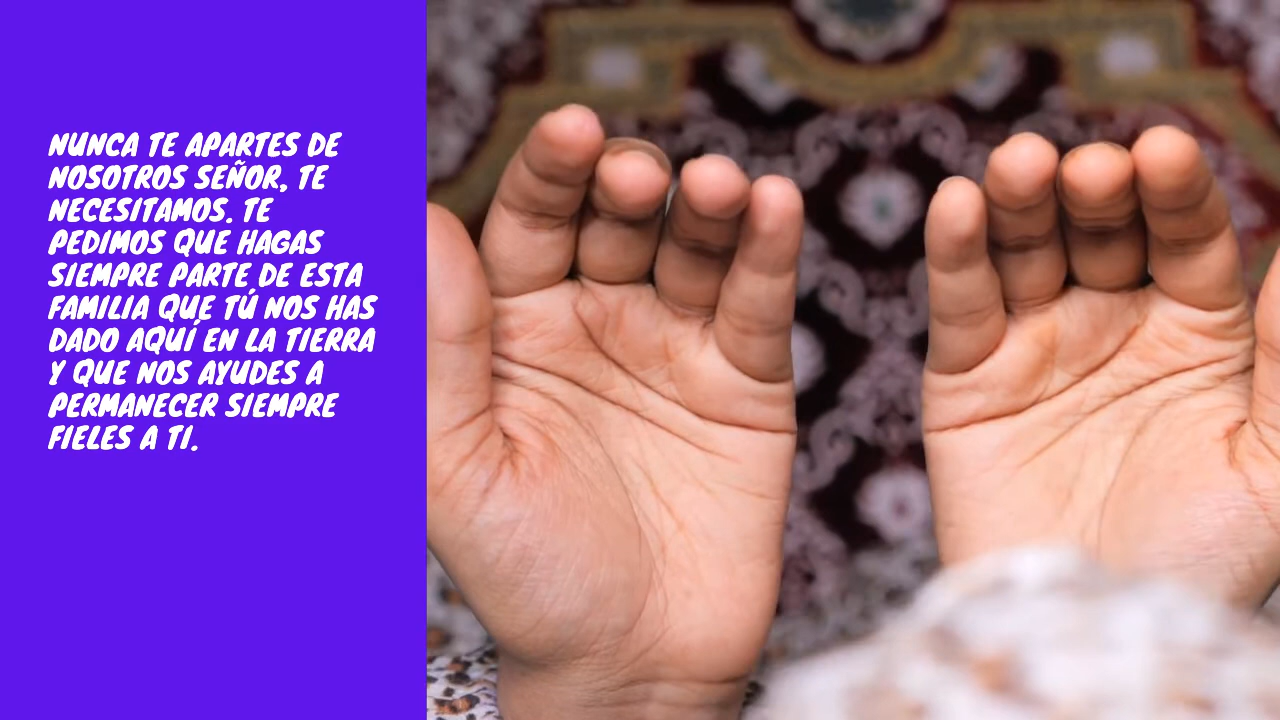 NUNCA TE APARTES DE
NOSOTROS SEÑOR, TE
NECESITAMOS. TE
PEDIMOS QUE HAGAS
SIEMPRE PARTE DE ESTA
FAMILIA QUE TÚ NOS HAS
DADO AQUÍ EN LA TIERRA
Y QUE NOS AYUDES A
PERMANECER SIEMPRE
FIELES A TI.